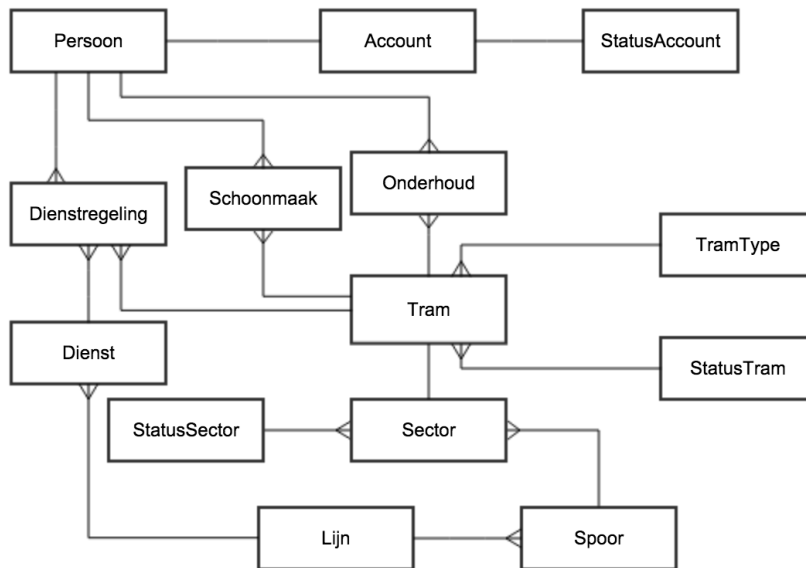 Persoon
Account
StatusAccount
Dienstregeling
Schoonmaak
Onderhoud
TramType
Tram
Dienst
StatusTram
StatusSector
Sector
Lijn
Spoor